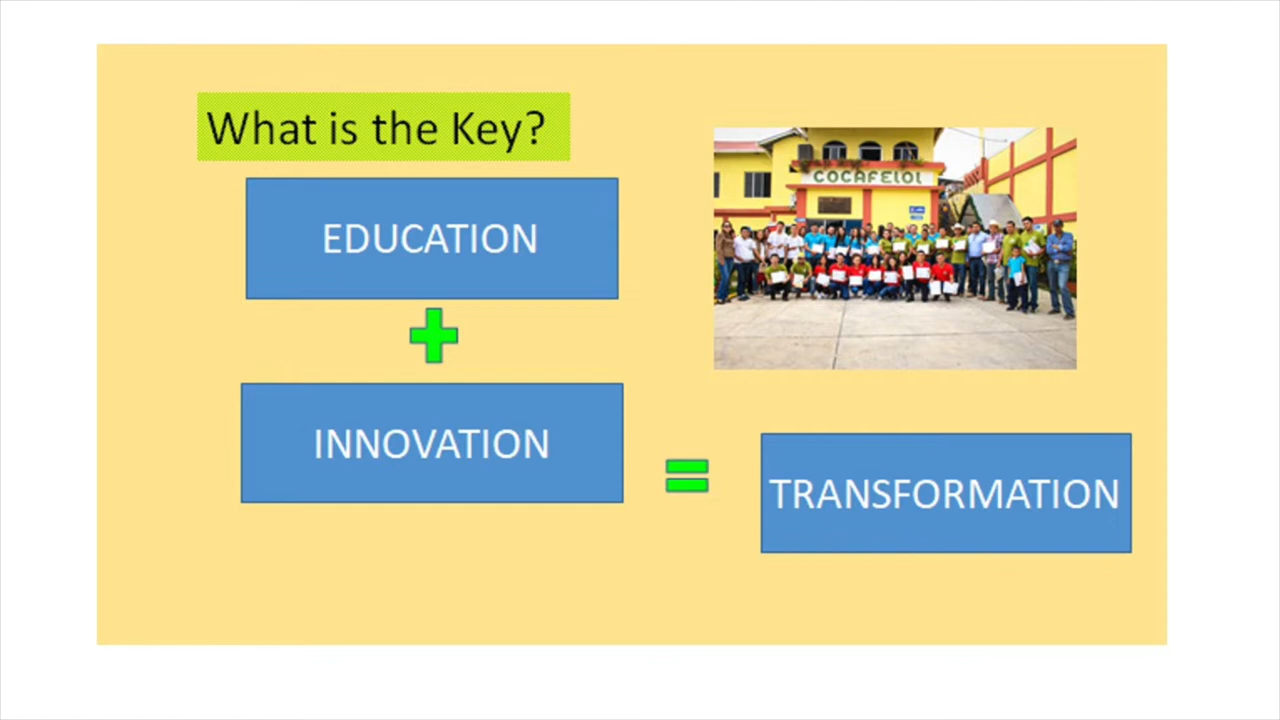 What is the Key?
COCAFELOL
EDUCATION
INNOVATION
TRANSFORMATION